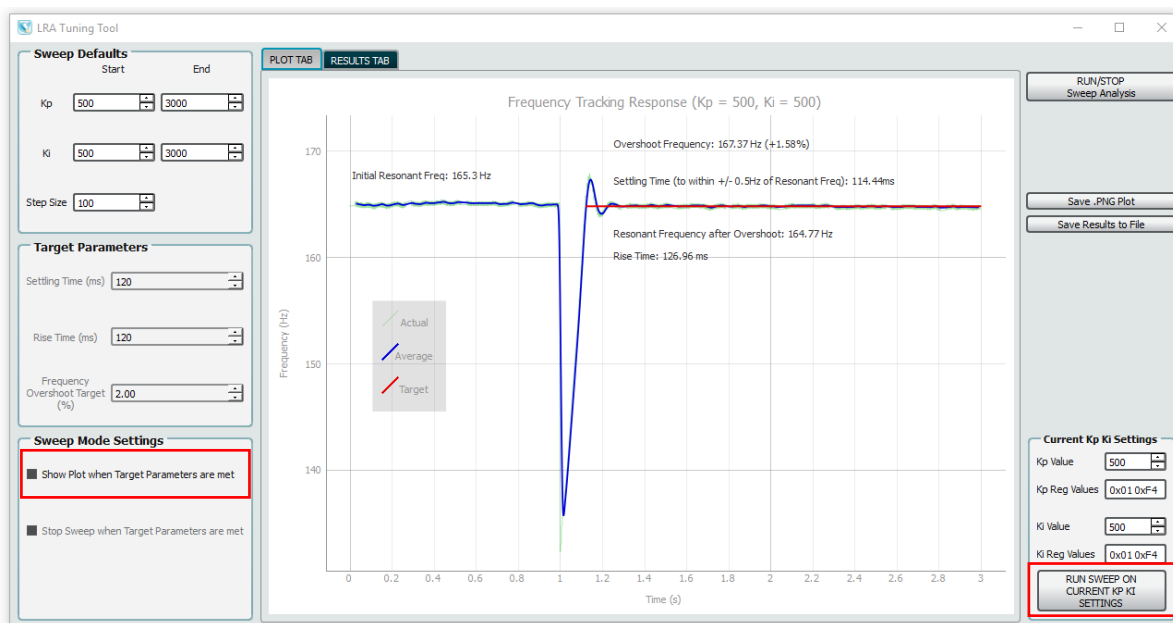 LRA Tuning Tool
Sweep Defaults
Start End
Kp 500 3000
Ki 500 3000
Step Size 100
Target Parameters
Settling Time (ms) 120
Rise Time (ms) 120
Frequency
Overshoot Target 2.00
(%)
Sweep Mode Settings
Show Plot when Target Parameters are met
Stop Sweep when Target Parameters are met
PLOT TAB RESULTS TAB
Frequency Tracking Response (Kp = 500, Ki = 500)
Overshoot Frequency: 167.37 Hz (+1.58%)
Initial Resonant Freq: 165.3 Hz
Settling Time (to within +/- 0.5Hz of Resonant Freq): 114.44ms
Resonant Frequency after Overshoot: 164.77 Hz
Rise Time: 126.96 ms
Actual
Average
Target
Frequency (Hz)
170
160
150
140
0 0.2 0.4 0.6 0.8 1 1.2 1.4 1.6 1.8 2 2.2 2.4 2.6 2.8 3
Time (s)
RUN/STOP
Sweep Analysis
Save .PNG Plot
Save Results to File
Current Kp Ki Settings
Kp Value 500
Kp Reg Values 0x01 0xF4
Ki Value 500
Ki Reg Values 0x01 0xF4
RUN SWEEP ON
CURRENT KP KI
SETTINGS